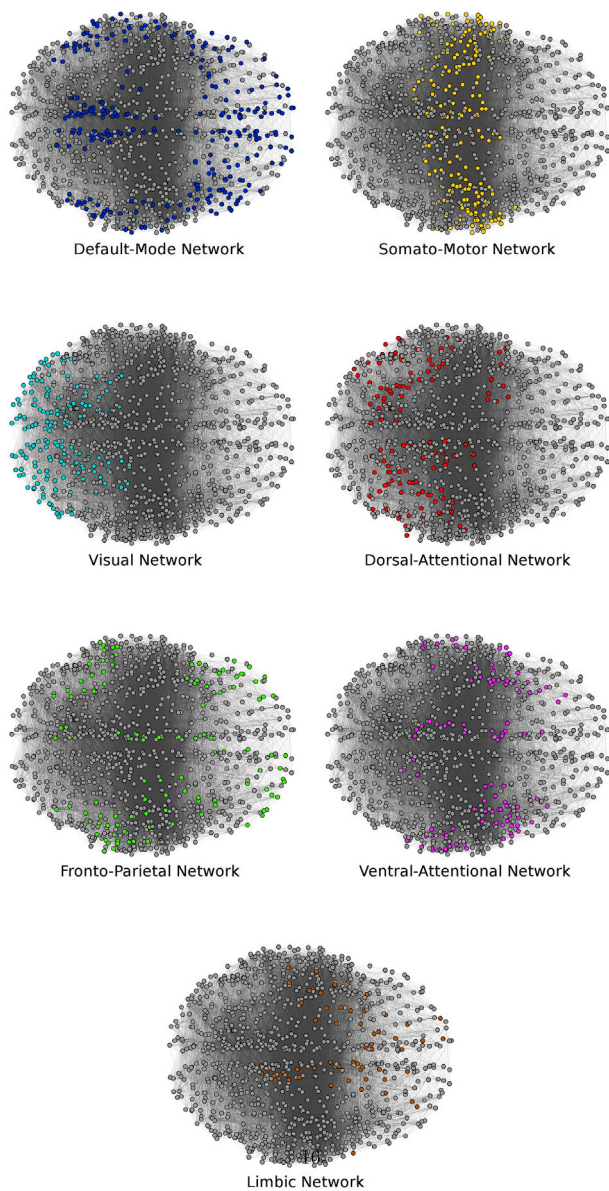 Default-Mode Network
Somato-Motor Network
Visual Network
Dorsal-Attentional Network
Fronto-Parietal Network
Ventral-Attentional Network
16
Limbic Network